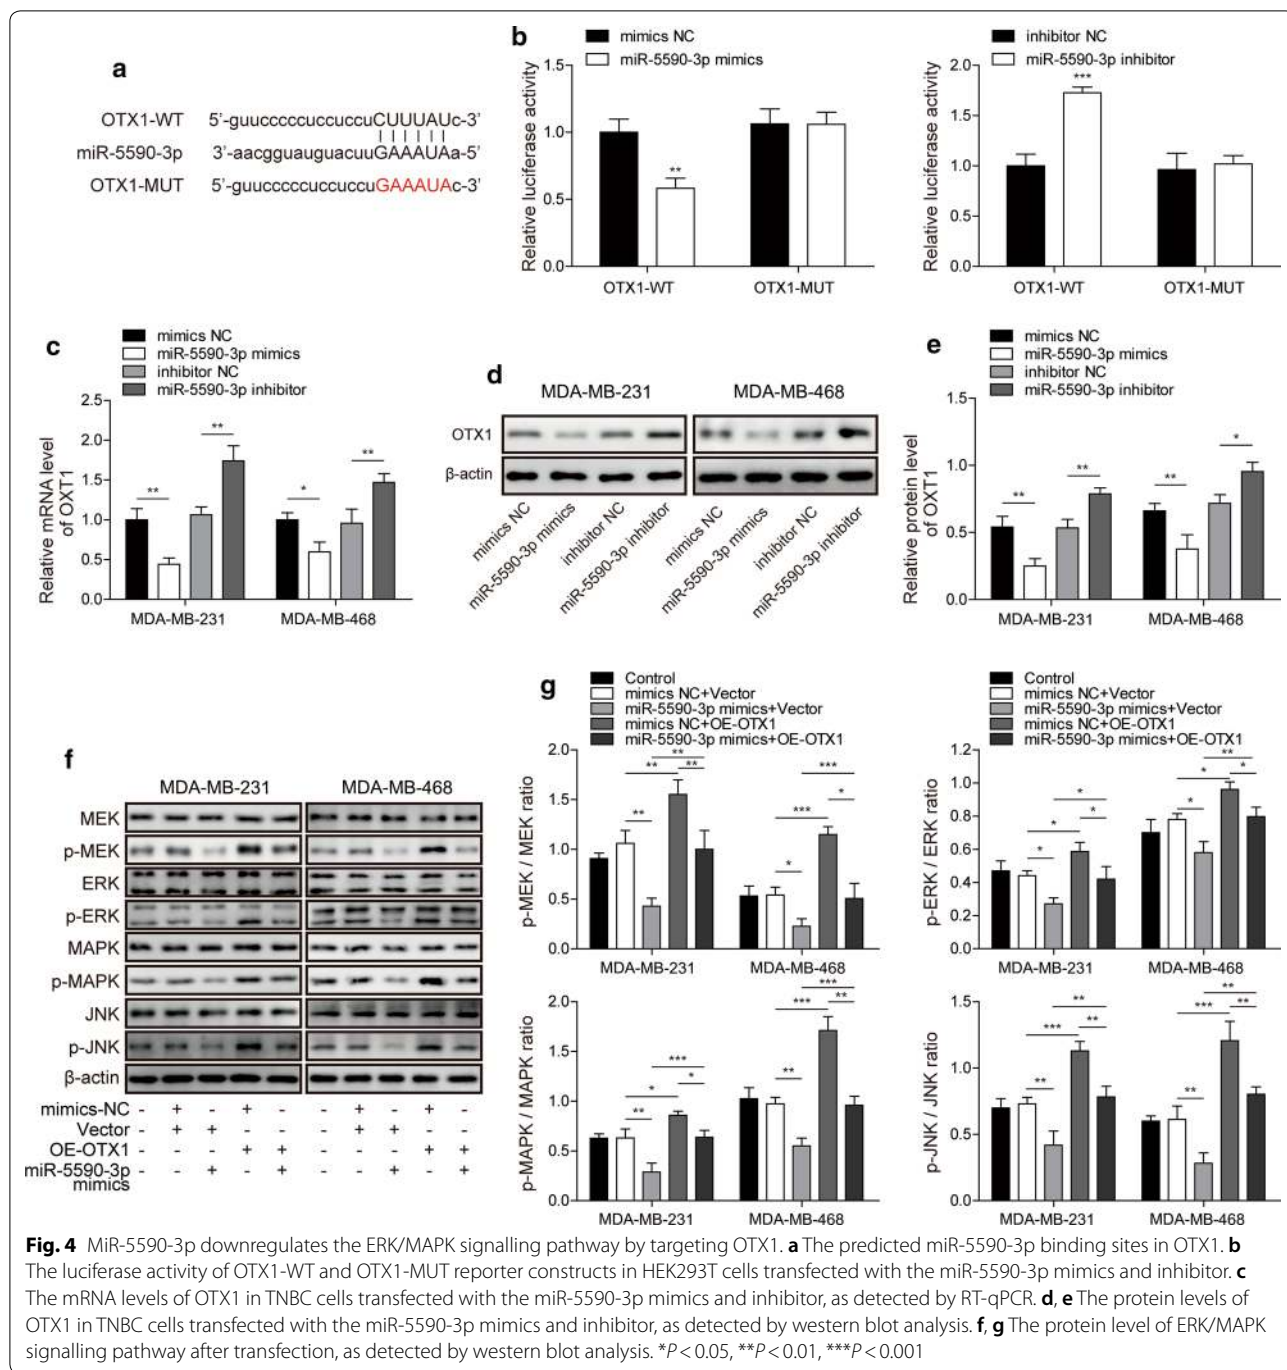 a
OTX1-WT 5'-guucccccuccuccuCUUUAUc-3'
miR-5590-3p 3'-aacgguauguacuuGAAAUAa-5'
OTX1-MUT 5'-guucccccuccuccuGAAAUAc-3'
b
mimics NC
miR-5590-3p mimics
Relative luciferase activity
1.5
1.0
0.5
0.0
**
OTX1-WT OTX1-MUT
inhibitor NC
miR-5590-3p inhibitor
Relative luciferase activity
2.0
1.5
1.0
0.5
0.0
***
OTX1-WT OTX1-MUT
c
mimics NC
miR-5590-3p mimics
inhibitor NC
miR-5590-3p inhibitor
Relative mRNA level
of OXT1
2.5
2.0
1.5
1.0
0.5
0.0
** ** * **
MDA-MB-231 MDA-MB-468
d
MDA-MB-231 MDA-MB-468
OTX1
β-actin
mimics NC
miR-5590-3p mimics
inhibitor NC
miR-5590-3p inhibitor
mimics NC
miR-5590-3p mimics
inhibitor NC
miR-5590-3p inhibitor
e
mimics NC
miR-5590-3p mimics
inhibitor NC
miR-5590-3p inhibitor
Relative protein level
of OXT1
1.5
1.0
0.5
0.0
** ** ** *
MDA-MB-231 MDA-MB-468
f
MDA-MB-231 MDA-MB-468
MEK
p-MEK
ERK
p-ERK
MAPK
p-MAPK
JNK
p-JNK
β-actin
mimics-NC - + - + - - + - + -
Vector - + + - - - + + - -
OE-OTX1 - - - + + - - - + +
miR-5590-3p - - + - + - - + - +
mimics
g
Control
mimics NC+Vector
miR-5590-3p mimics+Vector
mimics NC+OE-OTX1
miR-5590-3p mimics+OE-OTX1
p-MEK / MEK ratio
2.0
1.5
1.0
0.5
0.0
** ** ** ** * *** *** *
MDA-MB-231 MDA-MB-468
Control
mimics NC+Vector
miR-5590-3p mimics+Vector
mimics NC+OE-OTX1
miR-5590-3p mimics+OE-OTX1
p-ERK / ERK ratio
1.2
1.0
0.8
0.6
0.4
0.2
0.0
* * * * * * ** *
MDA-MB-231 MDA-MB-468
p-MAPK / MAPK ratio
2.0
1.5
1.0
0.5
0.0
** * *** * ** *** *** **
MDA-MB-231 MDA-MB-468
p-JNK / JNK ratio
1.5
1.0
0.5
0.0
** *** ** ** ** *** ** **
MDA-MB-231 MDA-MB-468
Fig. 4 MiR-5590-3p downregulates the ERK/MAPK signalling pathway by targeting OTX1. a The predicted miR-5590-3p binding sites in OTX1. b
The luciferase activity of OTX1-WT and OTX1-MUT reporter constructs in HEK293T cells transfected with the miR-5590-3p mimics and inhibitor. c
The mRNA levels of OTX1 in TNBC cells transfected with the miR-5590-3p mimics and inhibitor, as detected by RT-qPCR. d, e The protein levels of
OTX1 in TNBC cells transfected with the miR-5590-3p mimics and inhibitor, as detected by western blot analysis. f, g The protein level of ERK/MAPK
signalling pathway after transfection, as detected by western blot analysis. *P < 0.05, **P < 0.01, ***P < 0.001